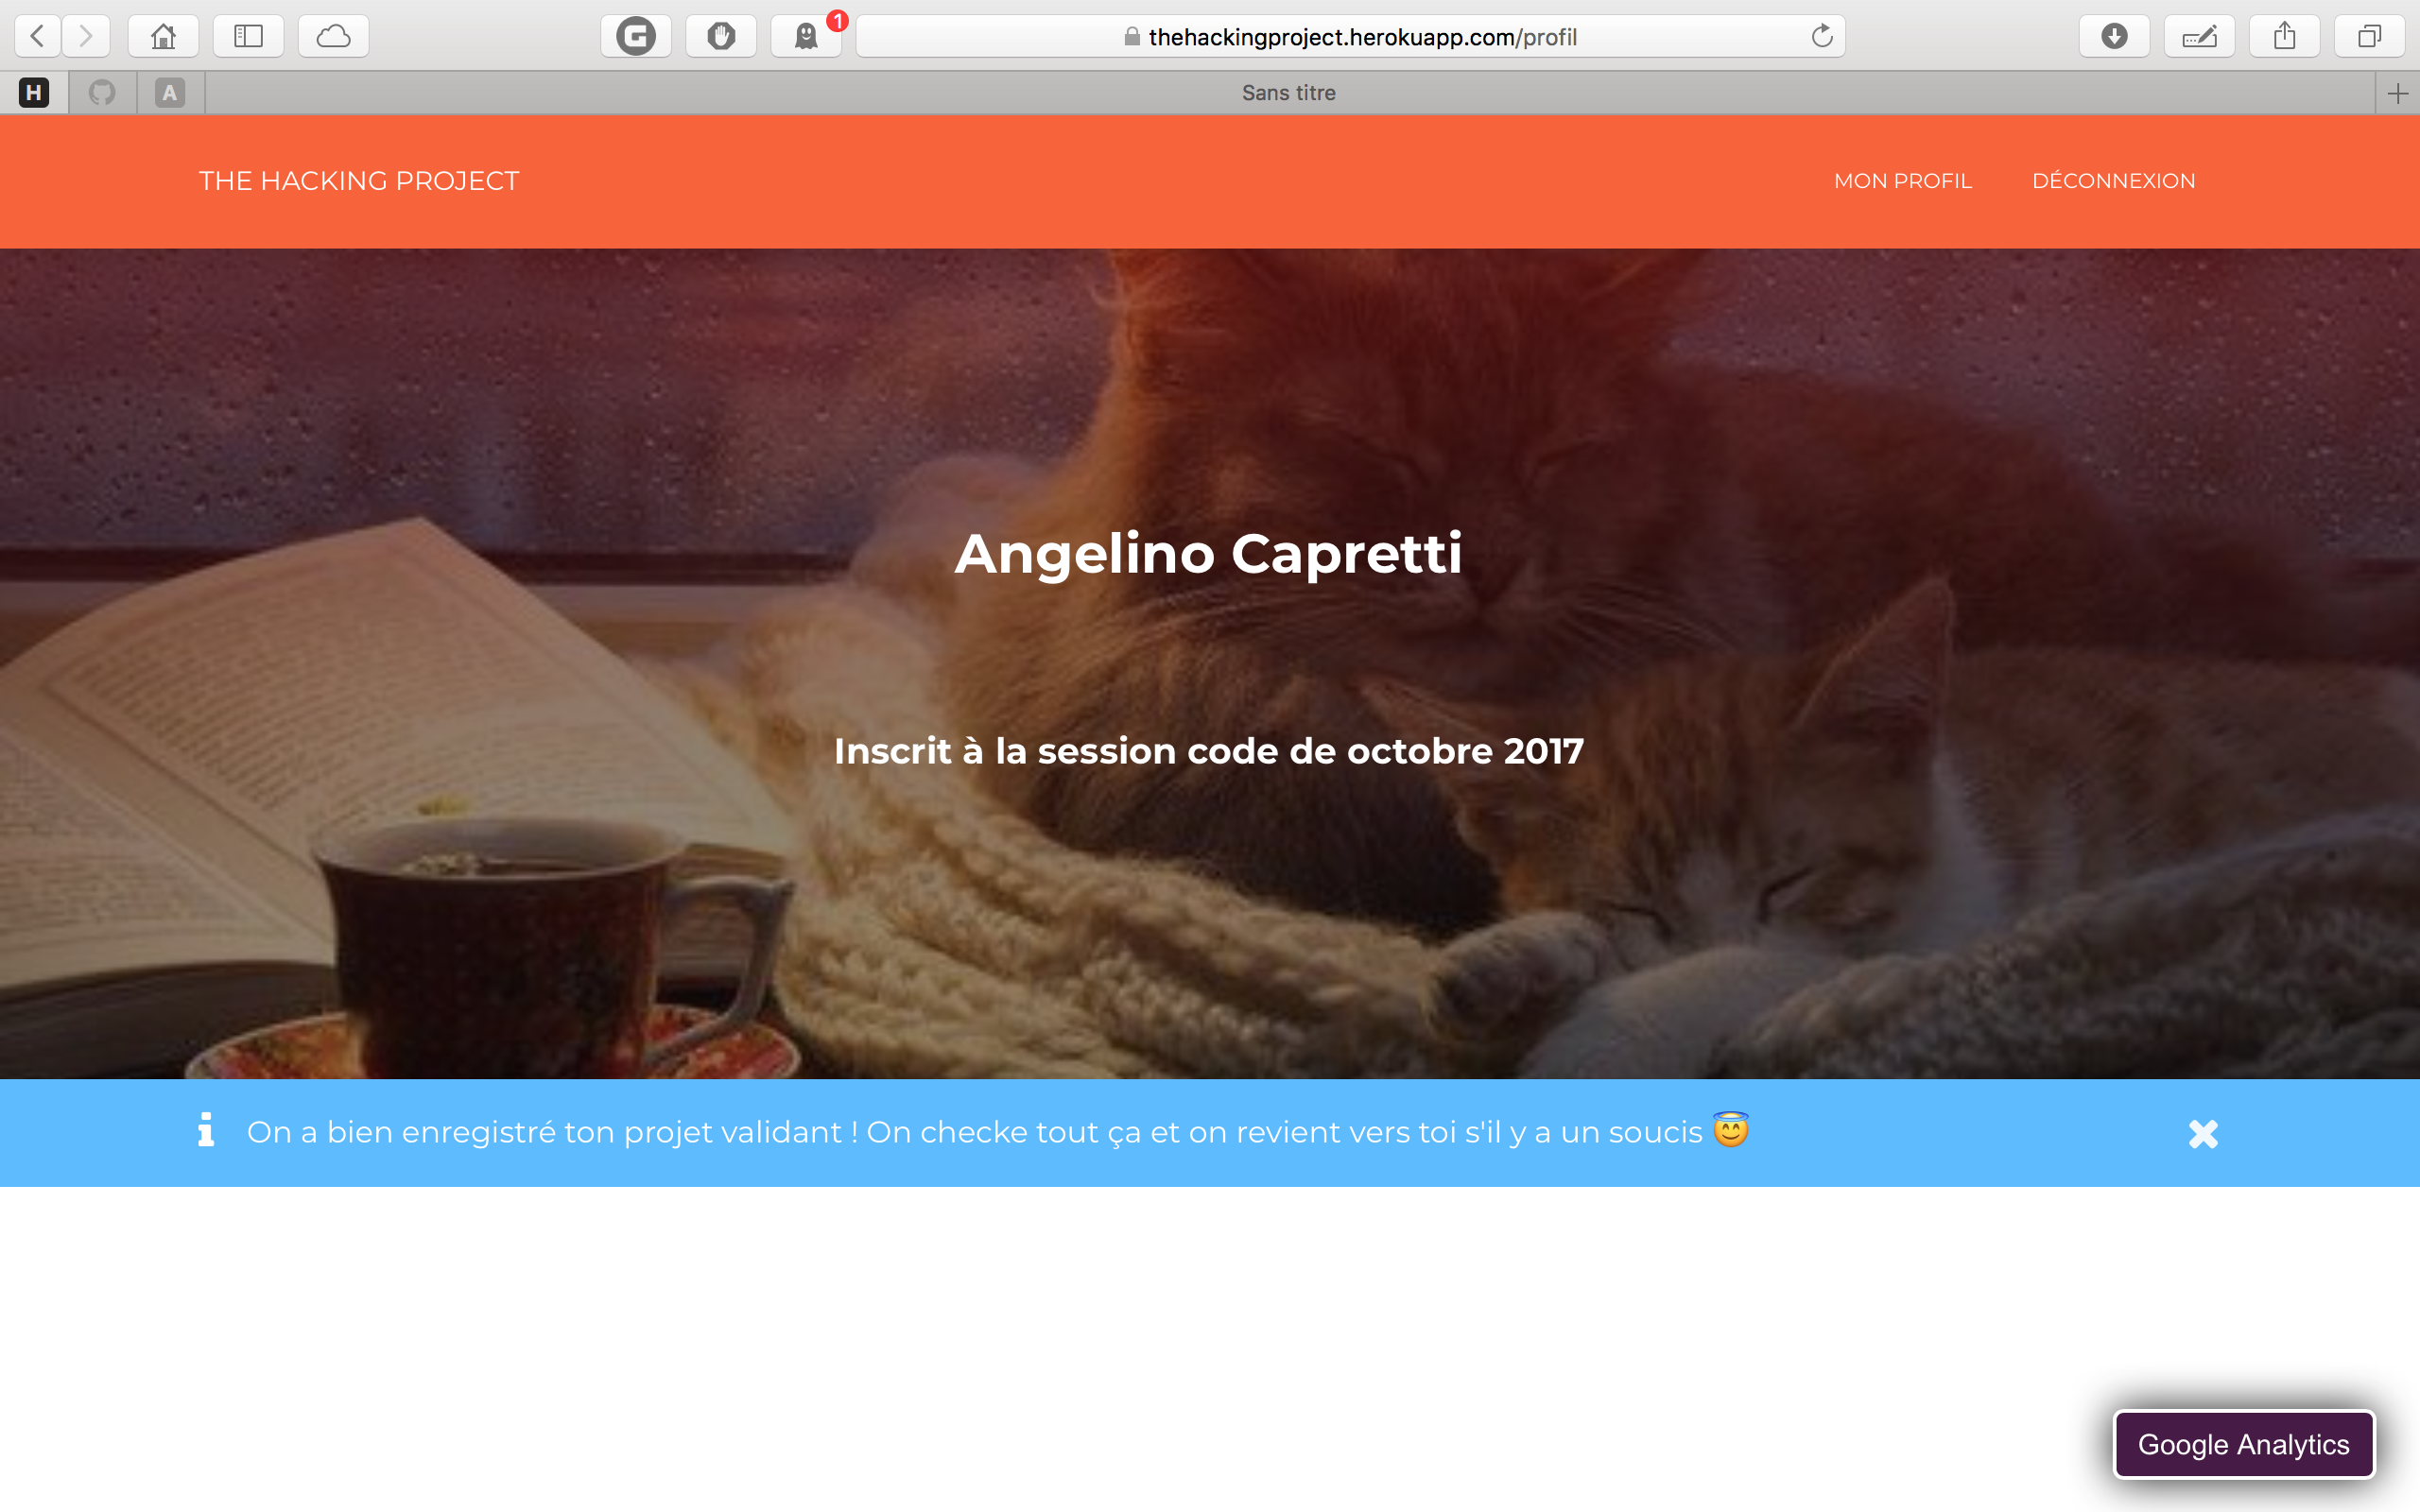 1
thehackingproject.herokuapp.com/profil
H
A
Sans titre
THE HACKING PROJECT
MON PROFIL
DÉCONNEXION
Angelino Capretti
Inscrit à la session code de octobre 2017
On a bien enregistré ton projet validant ! On checke tout ça et on revient vers toi s'il y a un soucis 😇
Google Analytics